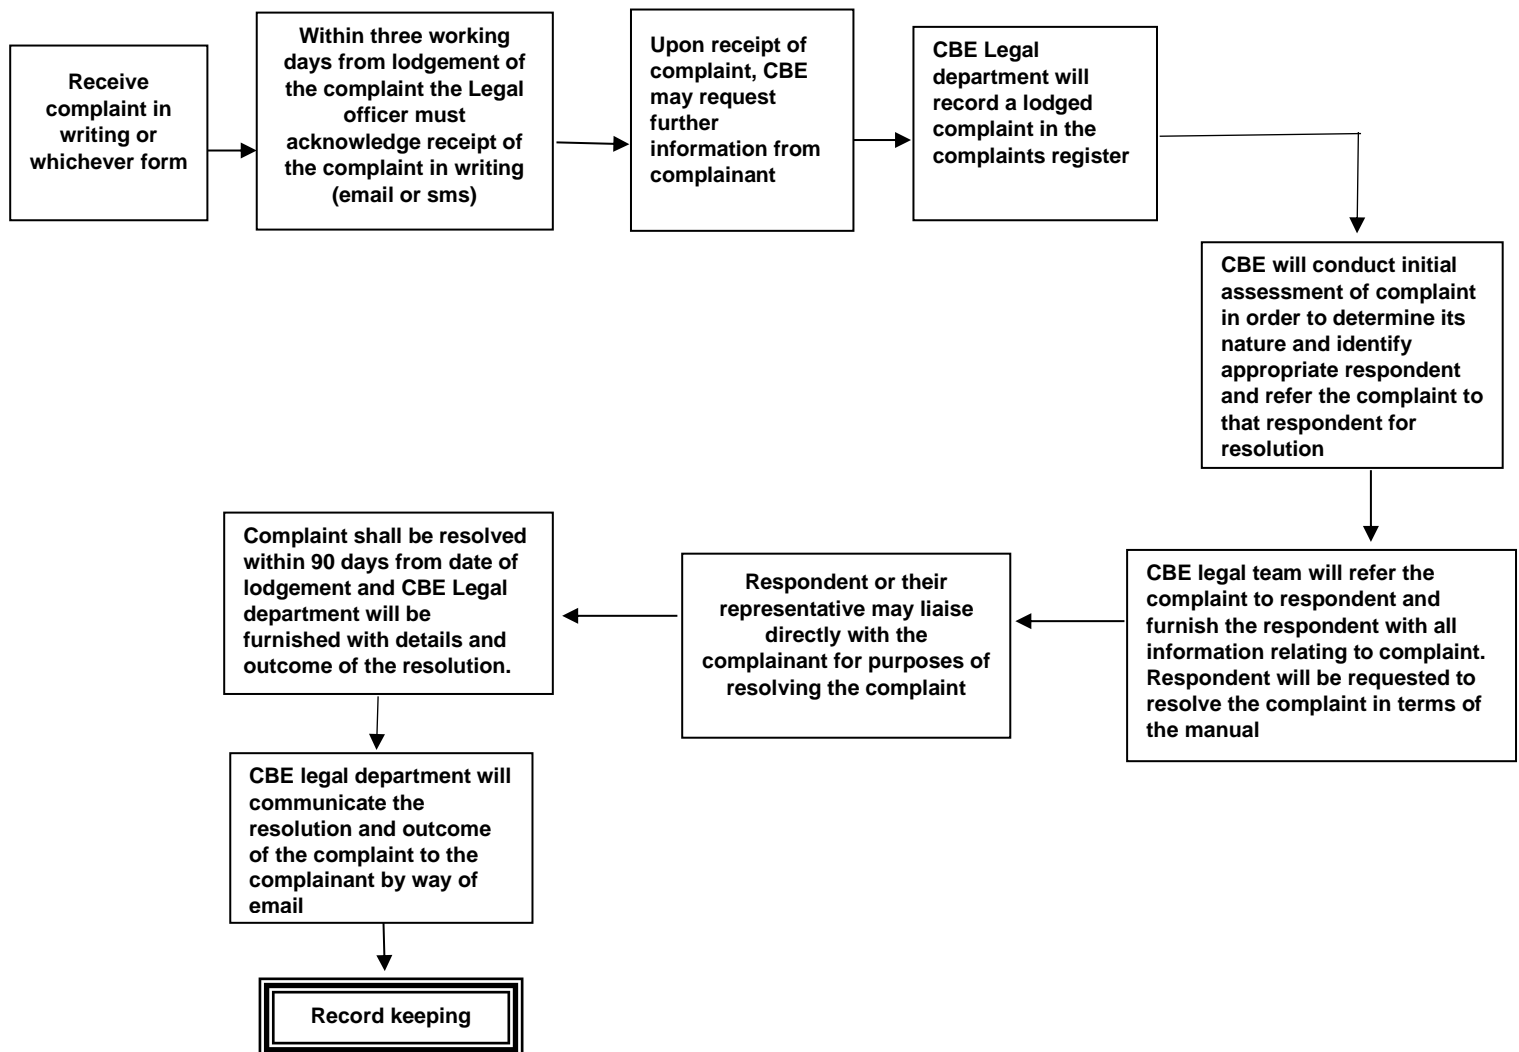 Receive
complaint in
writing or
whichever form
Within three working
days from lodgement of
the complaint the Legal
officer must
acknowledge receipt of
the complaint in writing
(email or sms)
Upon receipt of
complaint, CBE
may request
further
information from
complainant
CBE Legal
department will
record a lodged
complaint in the
complaints register
CBE will conduct initial
assessment of complaint
in order to determine its
nature and identify
appropriate respondent
and refer the complaint to
that respondent for
resolution
CBE legal team will refer the
complaint to respondent and
furnish the respondent with all
information relating to complaint.
Respondent will be requested to
resolve the complaint in terms of
the manual
Respondent or their
representative may liaise
directly with the
complainant for purposes of
resolving the complaint
Complaint shall be resolved
within 90 days from date of
lodgement and CBE Legal
department will be
furnished with details and
outcome of the resolution.
CBE legal department will
communicate the
resolution and outcome
of the complaint to the
complainant by way of
email
Record keeping